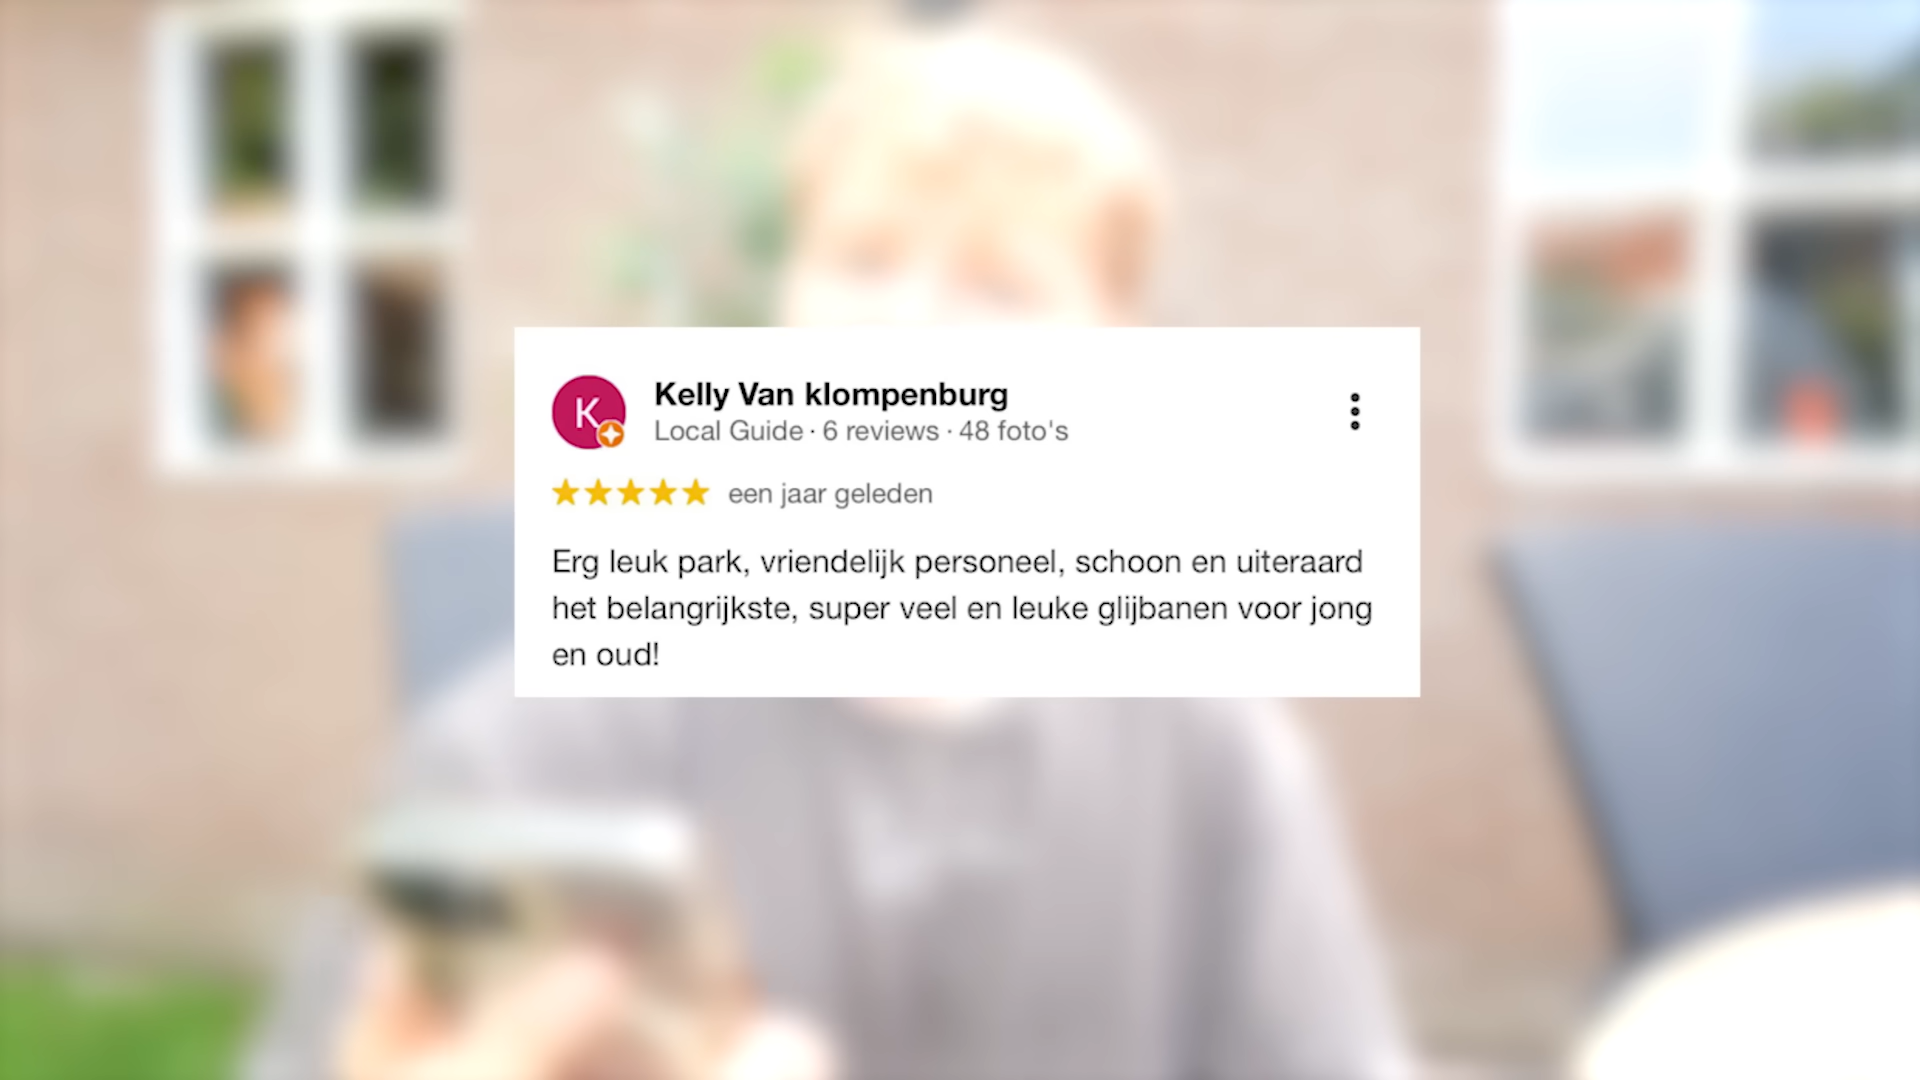 K
Kelly Van klompenburg
Local Guide · 6 reviews · 48 foto's
een jaar geleden
Erg leuk park, vriendelijk personeel, schoon en uiteraard
het belangrijkste, super veel en leuke glijbanen voor jong
en oud!